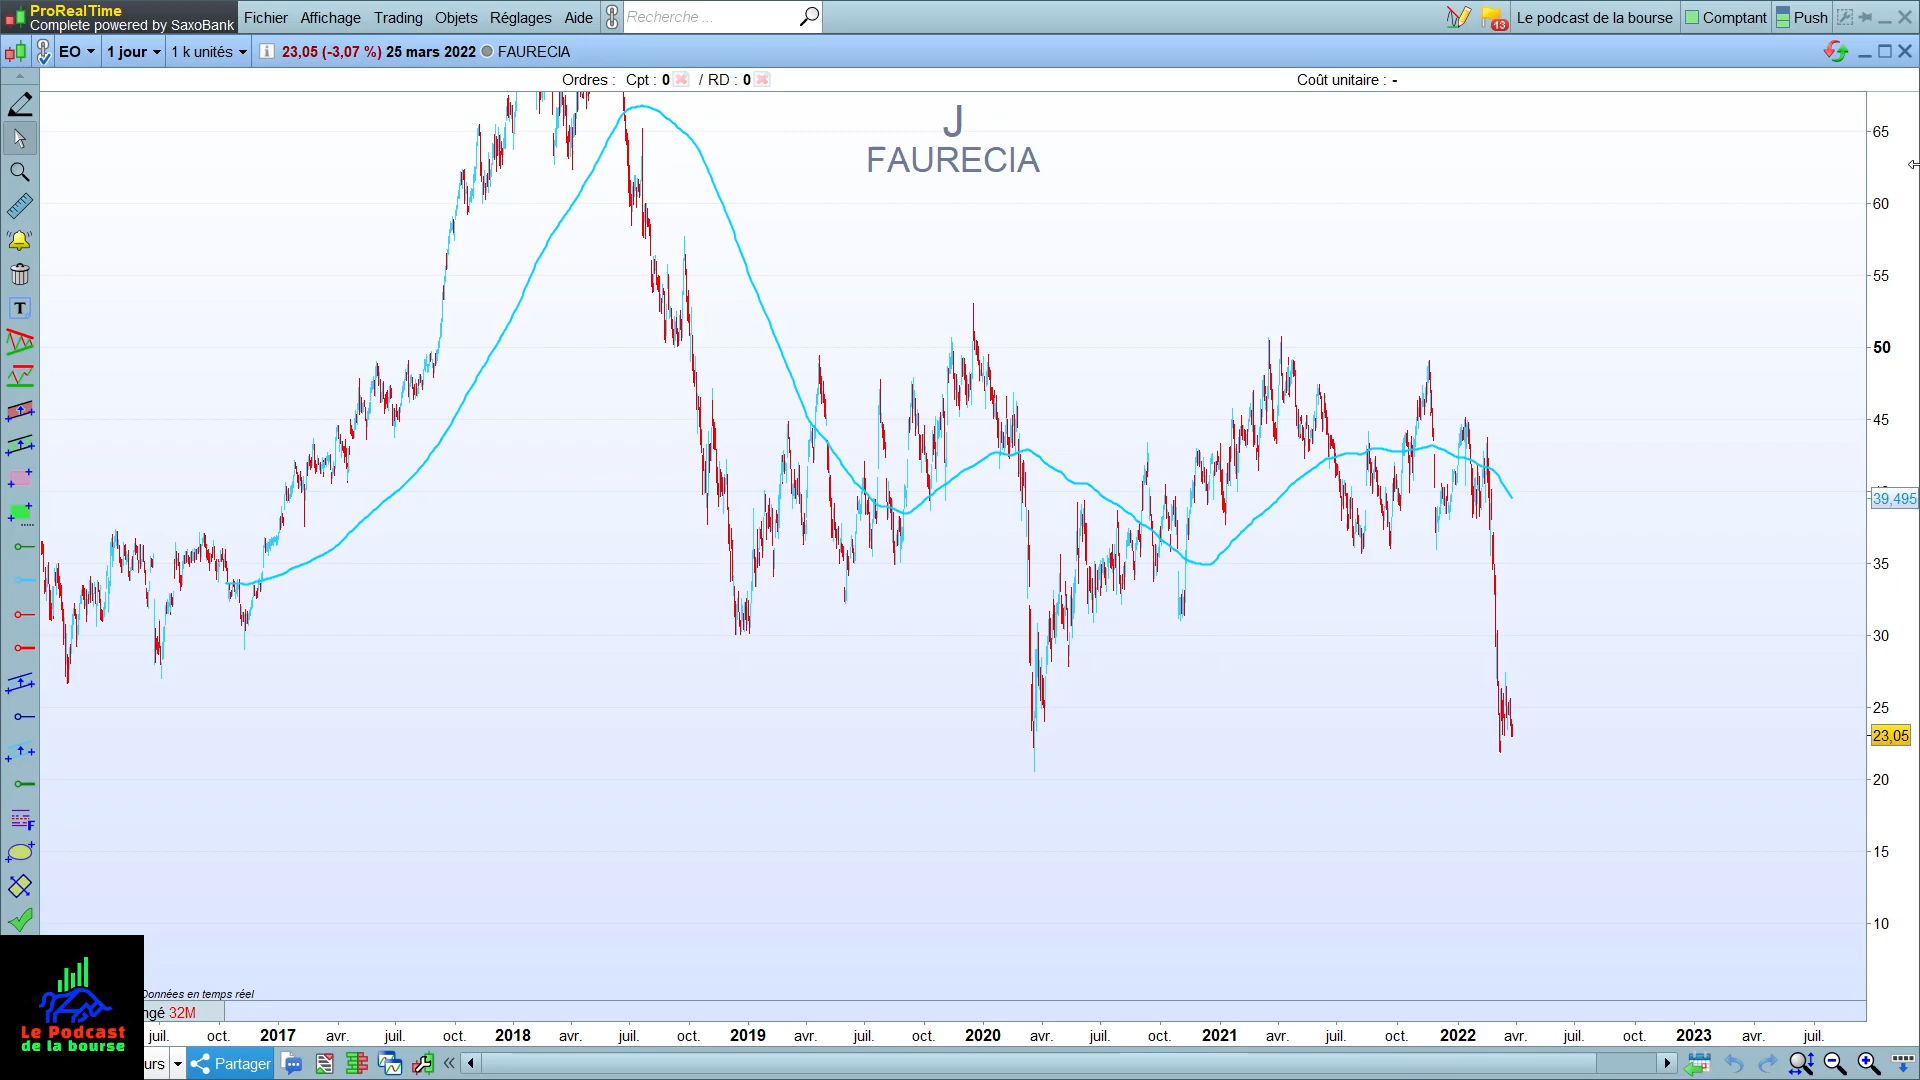 ProRealTime
Complete powered by SaxoBank
Fichier Affichage Trading Objets Réglages Aide Recherche ... 13 Le podcast de la bourse Comptant Push
EO 1 jour 1 k unités 23,05 (-3,07 %) 25 mars 2022 FAURECIA
Ordres : Cpt : 0 / RD : 0 Coût unitaire : -
J
FAURECIA
65
60
55
50
45
39,495
35
30
25
23,05
20
15
10
T
F
Données en temps réel
ngé 32M
juil. oct. 2017 avr. juil. oct. 2018 avr. juil. oct. 2019 avr. juil. oct. 2020 avr. juil. oct. 2021 avr. juil. oct. 2022 avr. juil. oct. 2023 avr. juil.
Le Podcast
de la bourse
urs Partager